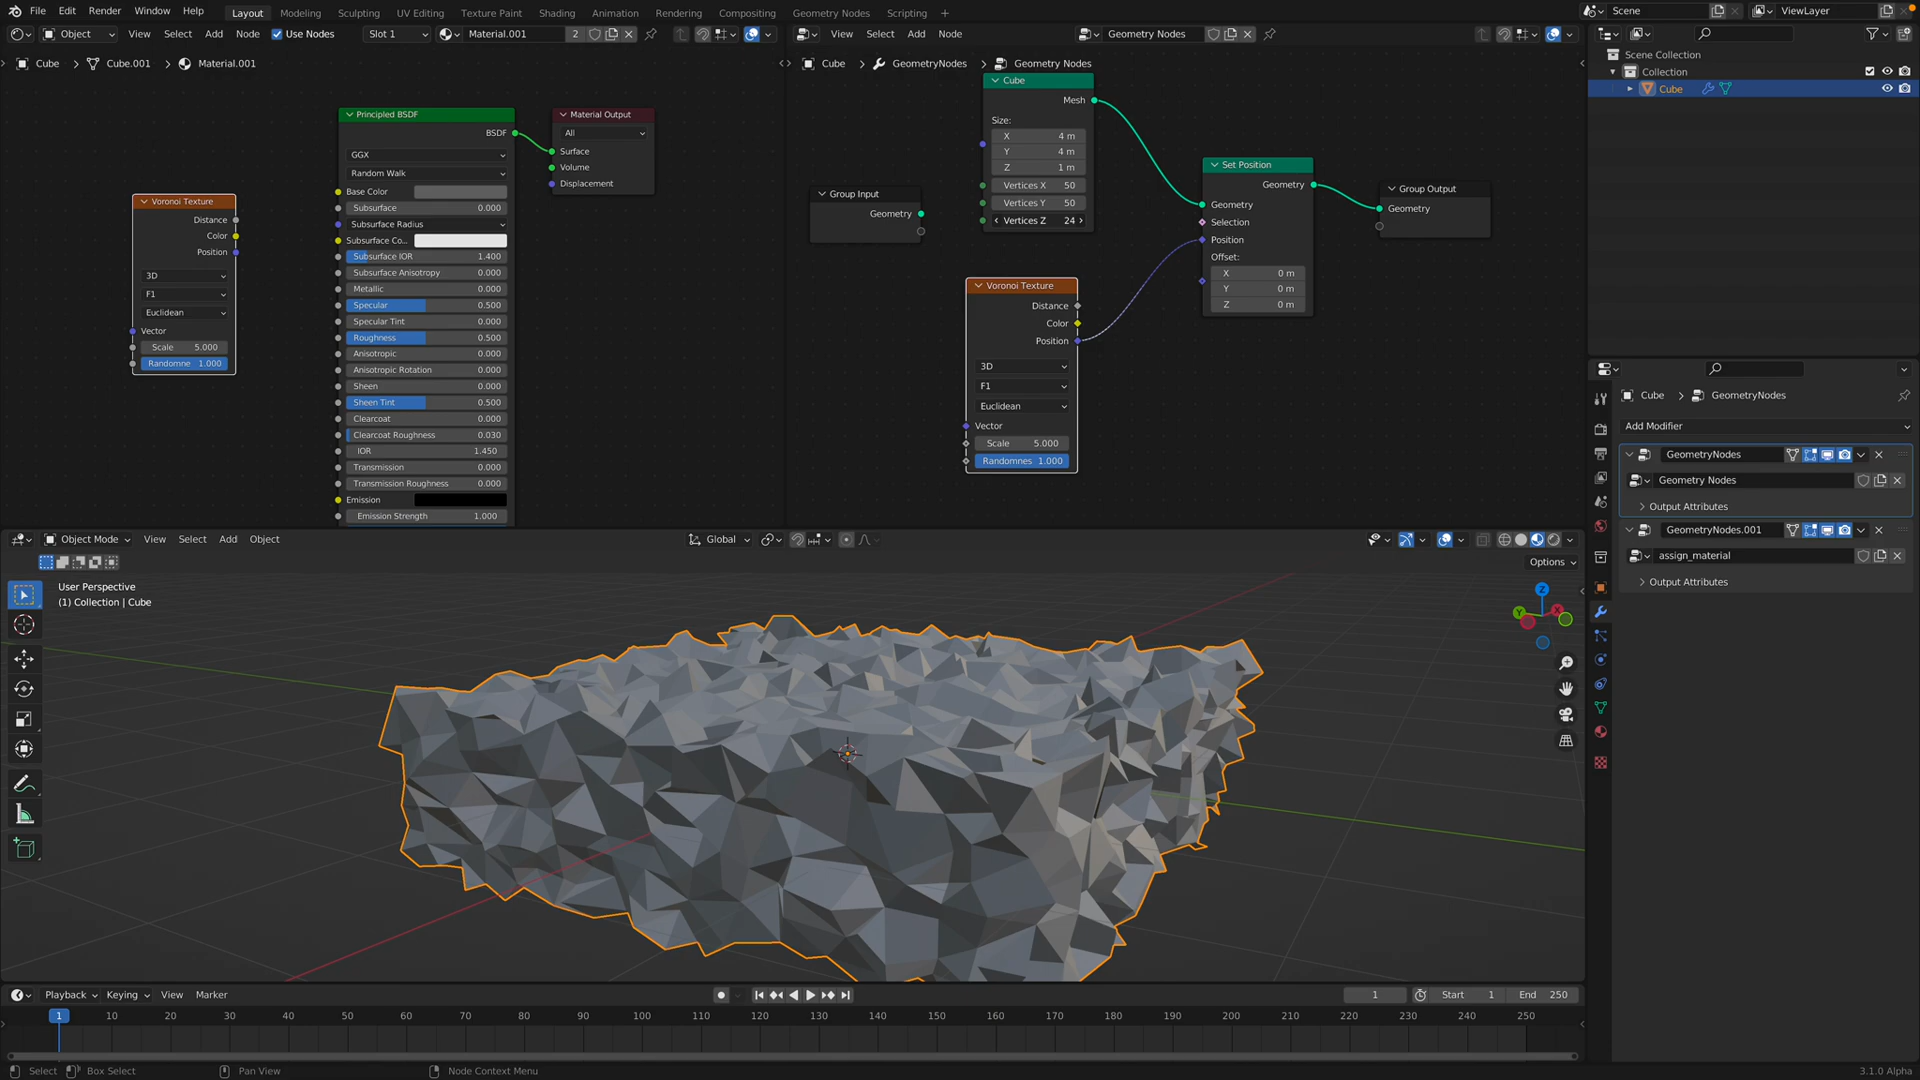 File Edit Render Window Help Layout Modeling Sculpting UV Editing Texture Paint Shading Animation Rendering Compositing Geometry Nodes Scripting + Scene ViewLayer
Object View Select Add Node Use Nodes Slot 1 Material.001 2
View Select Add Node Geometry Nodes
Cube > Cube.001 > Material.001
Cube > GeometryNodes > Geometry Nodes
Voronoi Texture
Distance
Color
Position
3D
F1
Euclidean
Vector
Scale 5.000
Randomne 1.000
Principled BSDF
BSDF
GGX
Random Walk
Base Color
Subsurface 0.000
Subsurface Radius
Subsurface Co...
Subsurface IOR 1.400
Subsurface Anisotropy 0.000
Metallic 0.000
Specular 0.500
Specular Tint 0.000
Roughness 0.500
Anisotropic 0.000
Anisotropic Rotation 0.000
Sheen 0.000
Sheen Tint 0.500
Clearcoat 0.000
Clearcoat Roughness 0.030
IOR 1.450
Transmission 0.000
Transmission Roughness 0.000
Emission
Emission Strength 1.000
Material Output
All
Surface
Volume
Displacement
Group Input
Geometry
Cube
Mesh
Size:
X 4 m
Y 4 m
Z 1 m
Vertices X 50
Vertices Y 50
Vertices Z 24
Voronoi Texture
Distance
Color
Position
3D
F1
Euclidean
Vector
Scale 5.000
Randomnes 1.000
Set Position
Geometry
Geometry
Selection
Position
Offset:
X 0 m
Y 0 m
Z 0 m
Group Output
Geometry
Scene Collection
Collection
Cube
Cube > GeometryNodes
Add Modifier
GeometryNodes
Geometry Nodes
Output Attributes
GeometryNodes.001
assign_material
Output Attributes
Object Mode View Select Add Object Global
Options
User Perspective
(1) Collection | Cube
Z
Y
X
Playback Keying View Marker 1 Start 1 End 250
1 10 20 30 40 50 60 70 80 90 100 110 120 130 140 150 160 170 180 190 200 210 220 230 240 250
Select Box Select Pan View Node Context Menu 3.1.0 Alpha